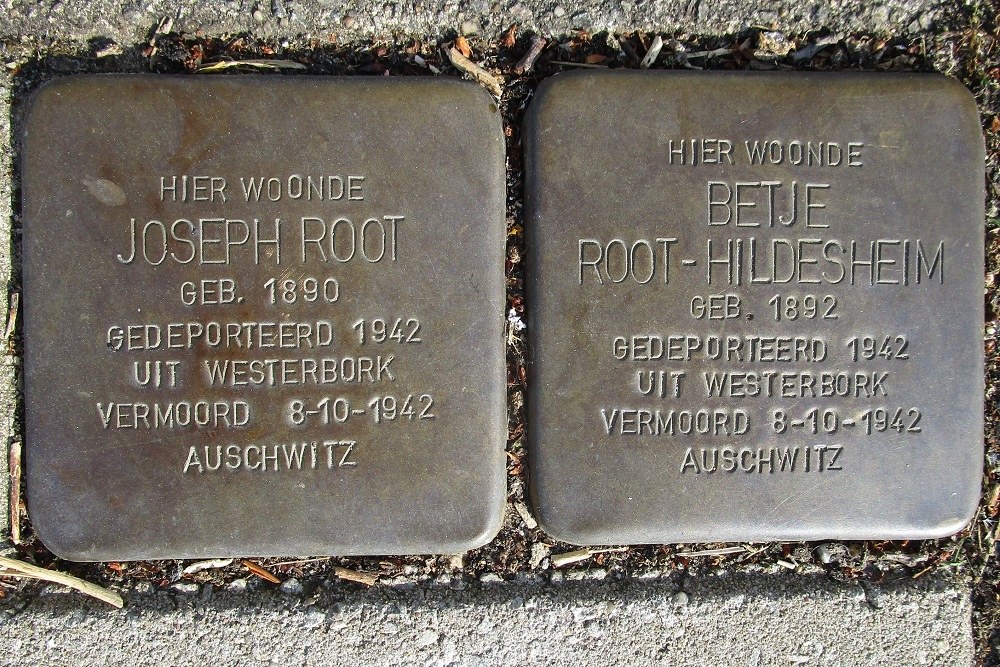 HIER WOONDE
JOSEPH ROOT
GEB. 1890
GEDEPORTEERD 1942
UIT WESTERBORK
VERMOORD 8-10-1942
AUSCHWITZ
HIER WOONDE
BETJE
ROOT-HILDESHEIM
GEB. 1892
GEDEPORTEERD 1942
UIT WESTERBORK
VERMOORD 8-10-1942
AUSCHWITZ